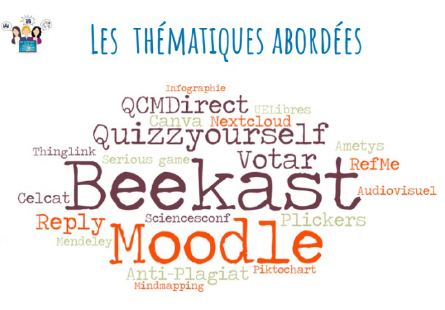 Les thématiques abordées
Infographie
QCMDirect UELibres
Canva Nextcloud
Quizzyourself
Ametys
Thinglink Serious game Votar RefMe
Beekast
Celcat Audiovisuel
Reply Sciencesconf Plickers
Mendeley Moodle
Anti-Plagiat Piktochart
Mindmapping